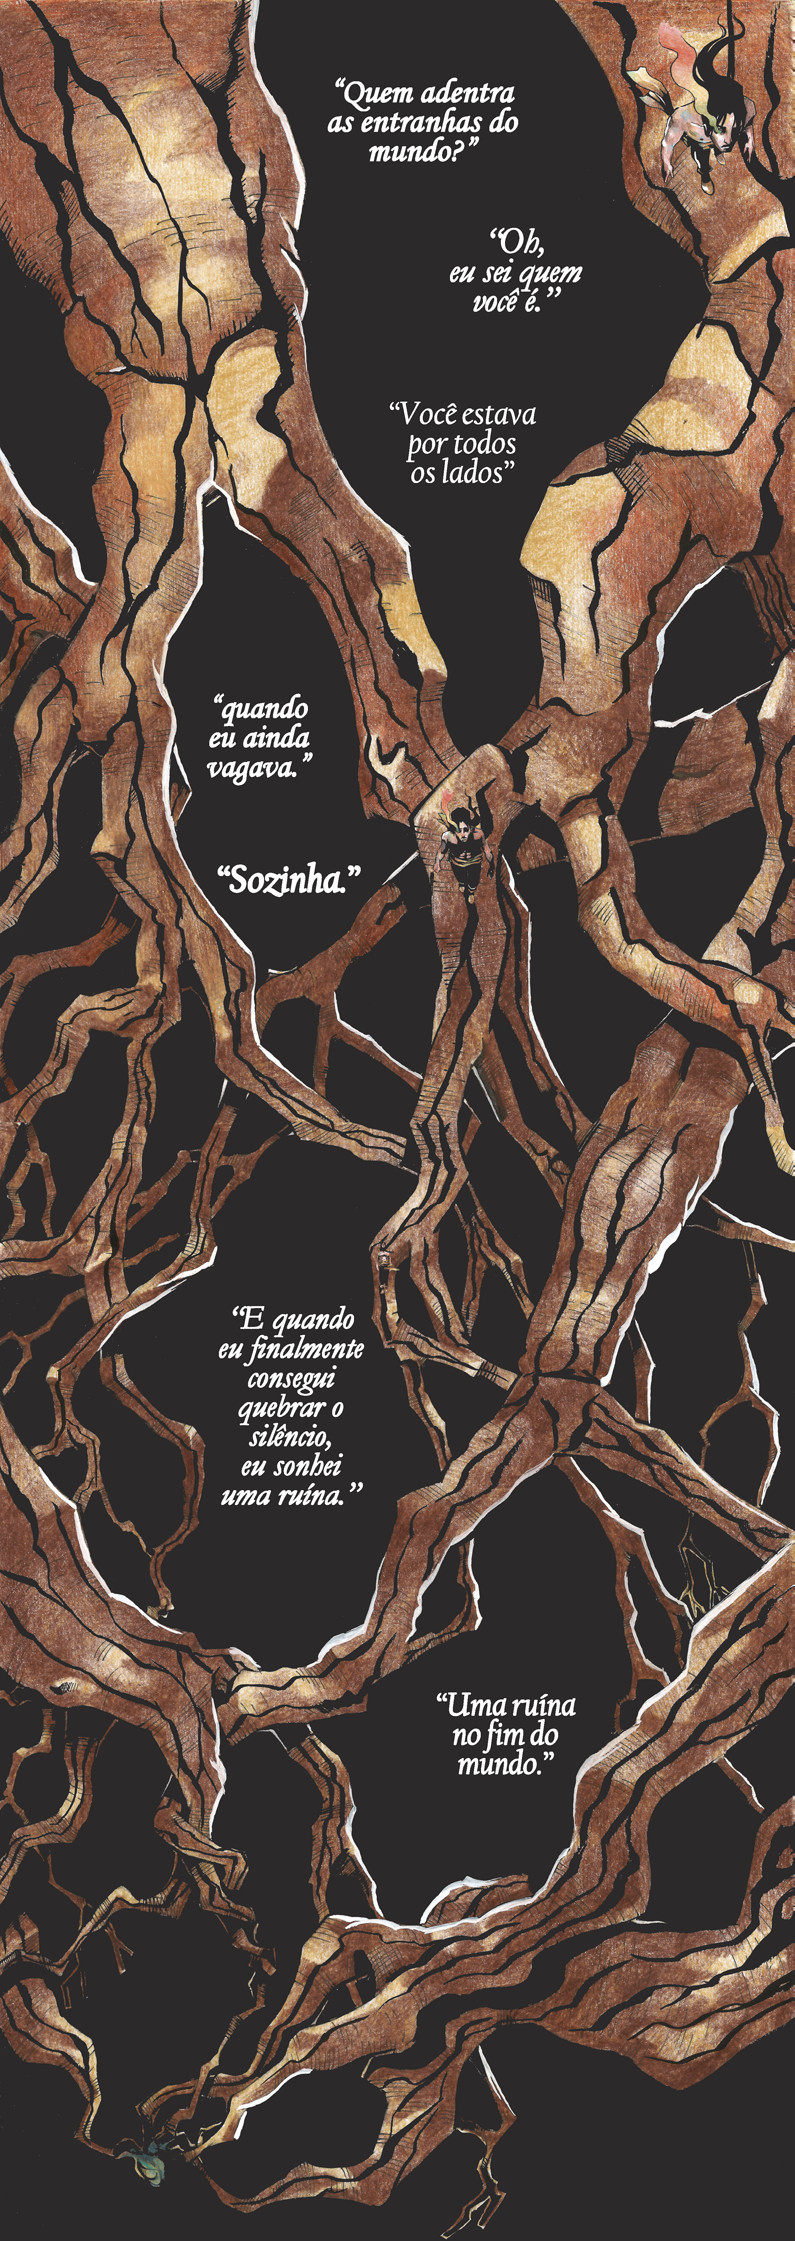 “Quem adentra
as entranhas do
mundo?”
“Oh,
eu sei quem
você é.”
“Você estava
por todos
os lados”
“quando
eu ainda
vagava.”
“Sozinha.”
“E quando
eu finalmente
consegui
quebrar o
silêncio,
eu sonhei
uma ruína.”
“Uma ruína
no fim do
mundo.”